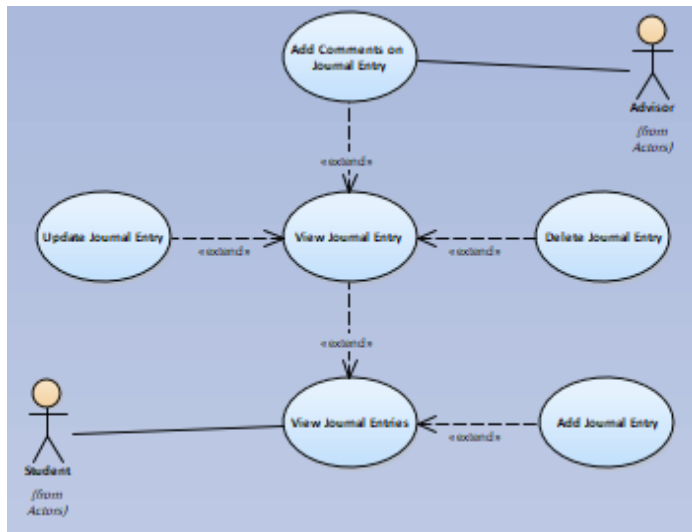 Add Comments on
Journal Entry
Advisor
(from
Actors)
«extend»
Update Journal Entry
View Journal Entry
Delete Journal Entry
«extend»
«extend»
«extend»
View Journal Entries
Add Journal Entry
«extend»
Student
(from
Actors)